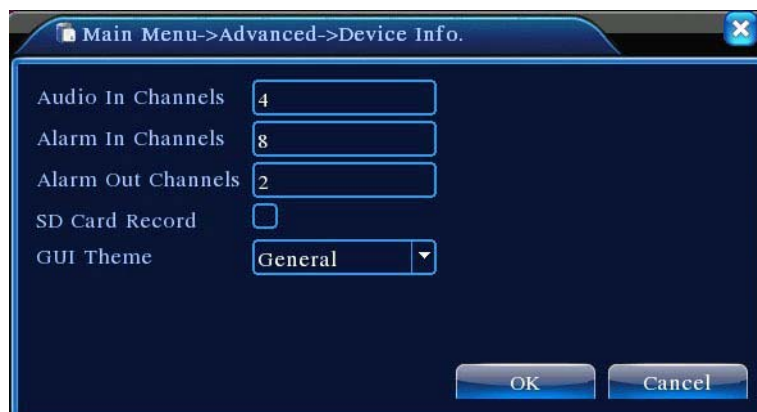 Main Menu->Advanced->Device Info.
Audio In Channels 4
Alarm In Channels 8
Alarm Out Channels 2
SD Card Record
GUI Theme General
OK Cancel